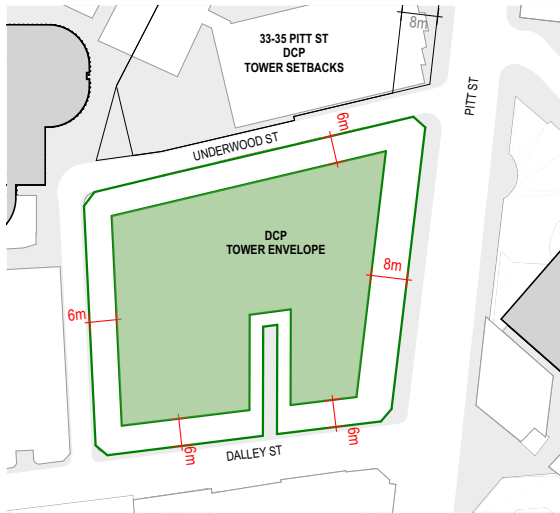 8m
33-35 PITT ST
DCP
TOWER SETBACKS
PITT ST
6m
UNDERWOOD ST
DCP
TOWER ENVELOPE
8m
6m
6m
6m
DALLEY ST